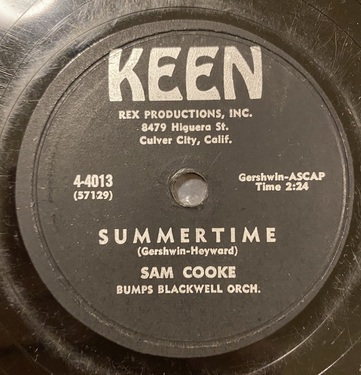 KEEN
REX PRODUCTIONS, INC.
8479 Higuera St.
Culver City, Calif.
4-4013
(57129)
Gershwin-ASCAP
Time 2:24
SUMMERTIME
(Gershwin-Heyward)
SAM COOKE
BUMPS BLACKWELL ORCH.